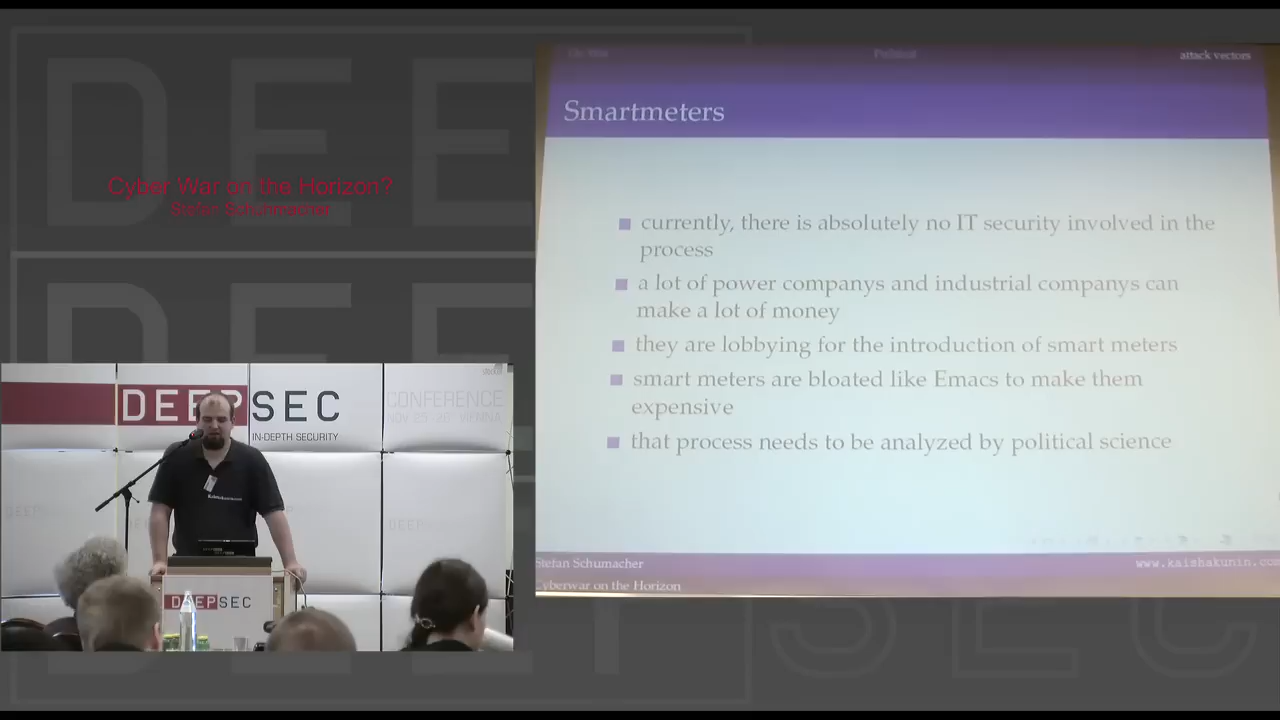 Cyber War on the Horizon?
Stefan Schuhmacher
Political
attack vectors
Smartmeters
currently, there is absolutely no IT security involved in the
process
a lot of power companys and industrial companys can
make a lot of money
they are lobbying for the introduction of smart meters
smart meters are bloated like Emacs to make them
expensive
that process needs to be analyzed by political science
Stefan Schumacher
www.kaishakunin.co
Cyberwar on the Horizon
DEEPSEC
IN-DEPTH SECURITY
CONFERENCE
DEEPSEC